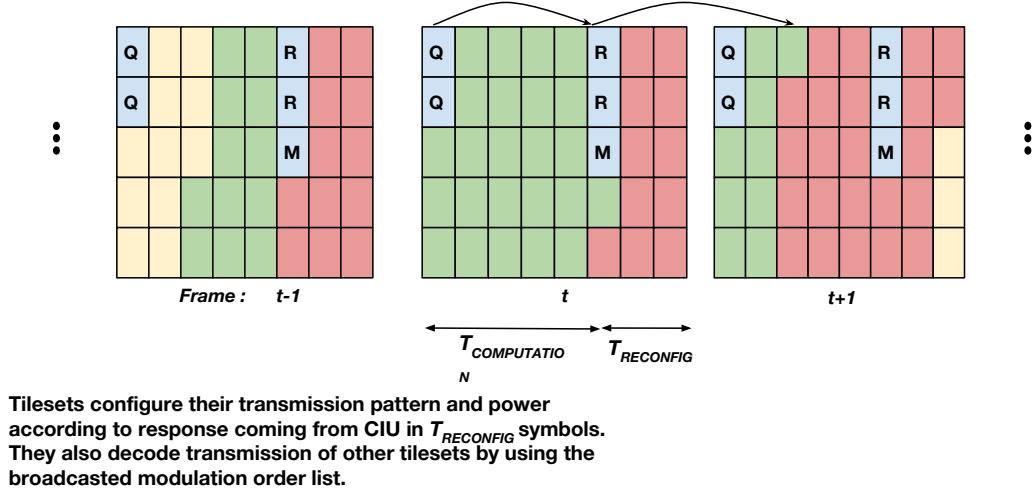 Q R Q R Q R
Q R Q R Q R
M M M
Frame : t-1 t t+1
T COMPUTATIO
N
T RECONFIG
Tilesets configure their transmission pattern and power
according to response coming from CIU in T RECONFIG symbols.
They also decode transmission of other tilesets by using the
broadcasted modulation order list.